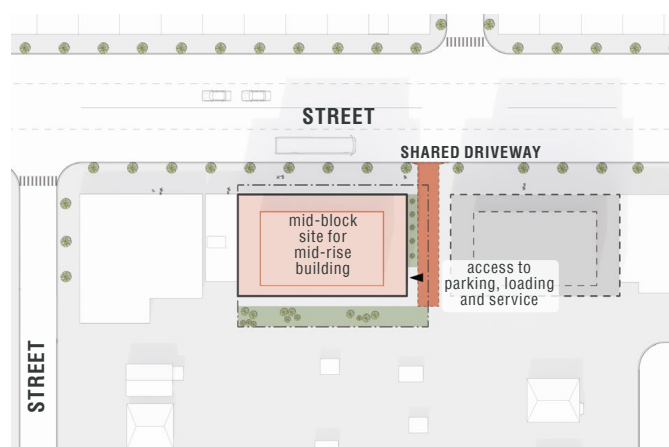 STREET
SHARED DRIVEWAY
mid-block
site for
mid-rise
building
access to
parking, loading
and service
STREET